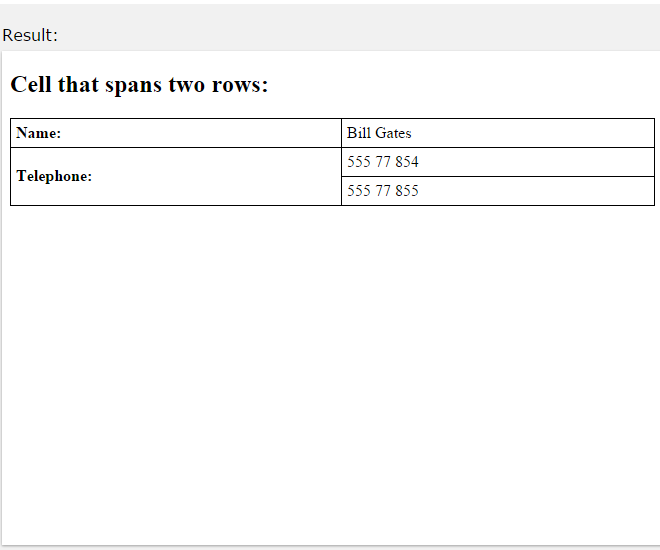 Result:
Cell that spans two rows:
Name: Bill Gates
Telephone: 555 77 854
555 77 855